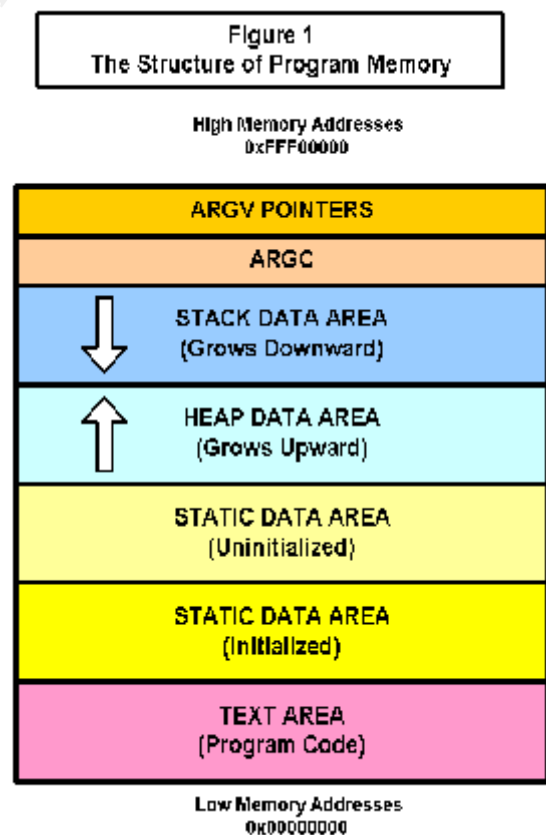 Figure 1
The Structure of Program Memory
High Memory Addresses
0xFFF00000
ARGV POINTERS
ARGC
STACK DATA AREA
(Grows Downward)
HEAP DATA AREA
(Grows Upward)
STATIC DATA AREA
(Uninitialized)
STATIC DATA AREA
(Initialized)
TEXT AREA
(Program Code)
Low Memory Addresses
0x00000000